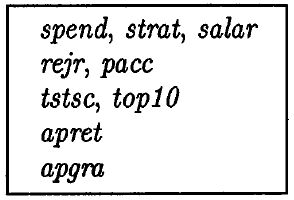 spend, strat, salar
rejr, pacc
tstsc, top10
apret
apgra